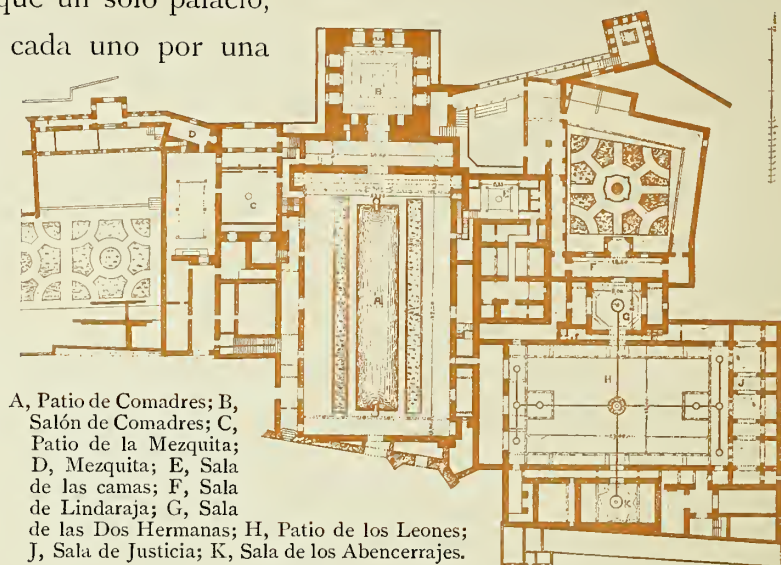 que un solo palacio,
cada uno por una
B
D
C
E
A
F
G
H
J
K
A, Patio de Comadres; B,
Salón de Comadres; C,
Patio de la Mezquita;
D, Mezquita; E, Sala
de las camas; F, Sala
de Lindaraja; G, Sala
de las Dos Hermanas; H, Patio de los Leones;
J, Sala de Justicia; K, Sala de los Abencerrajes.